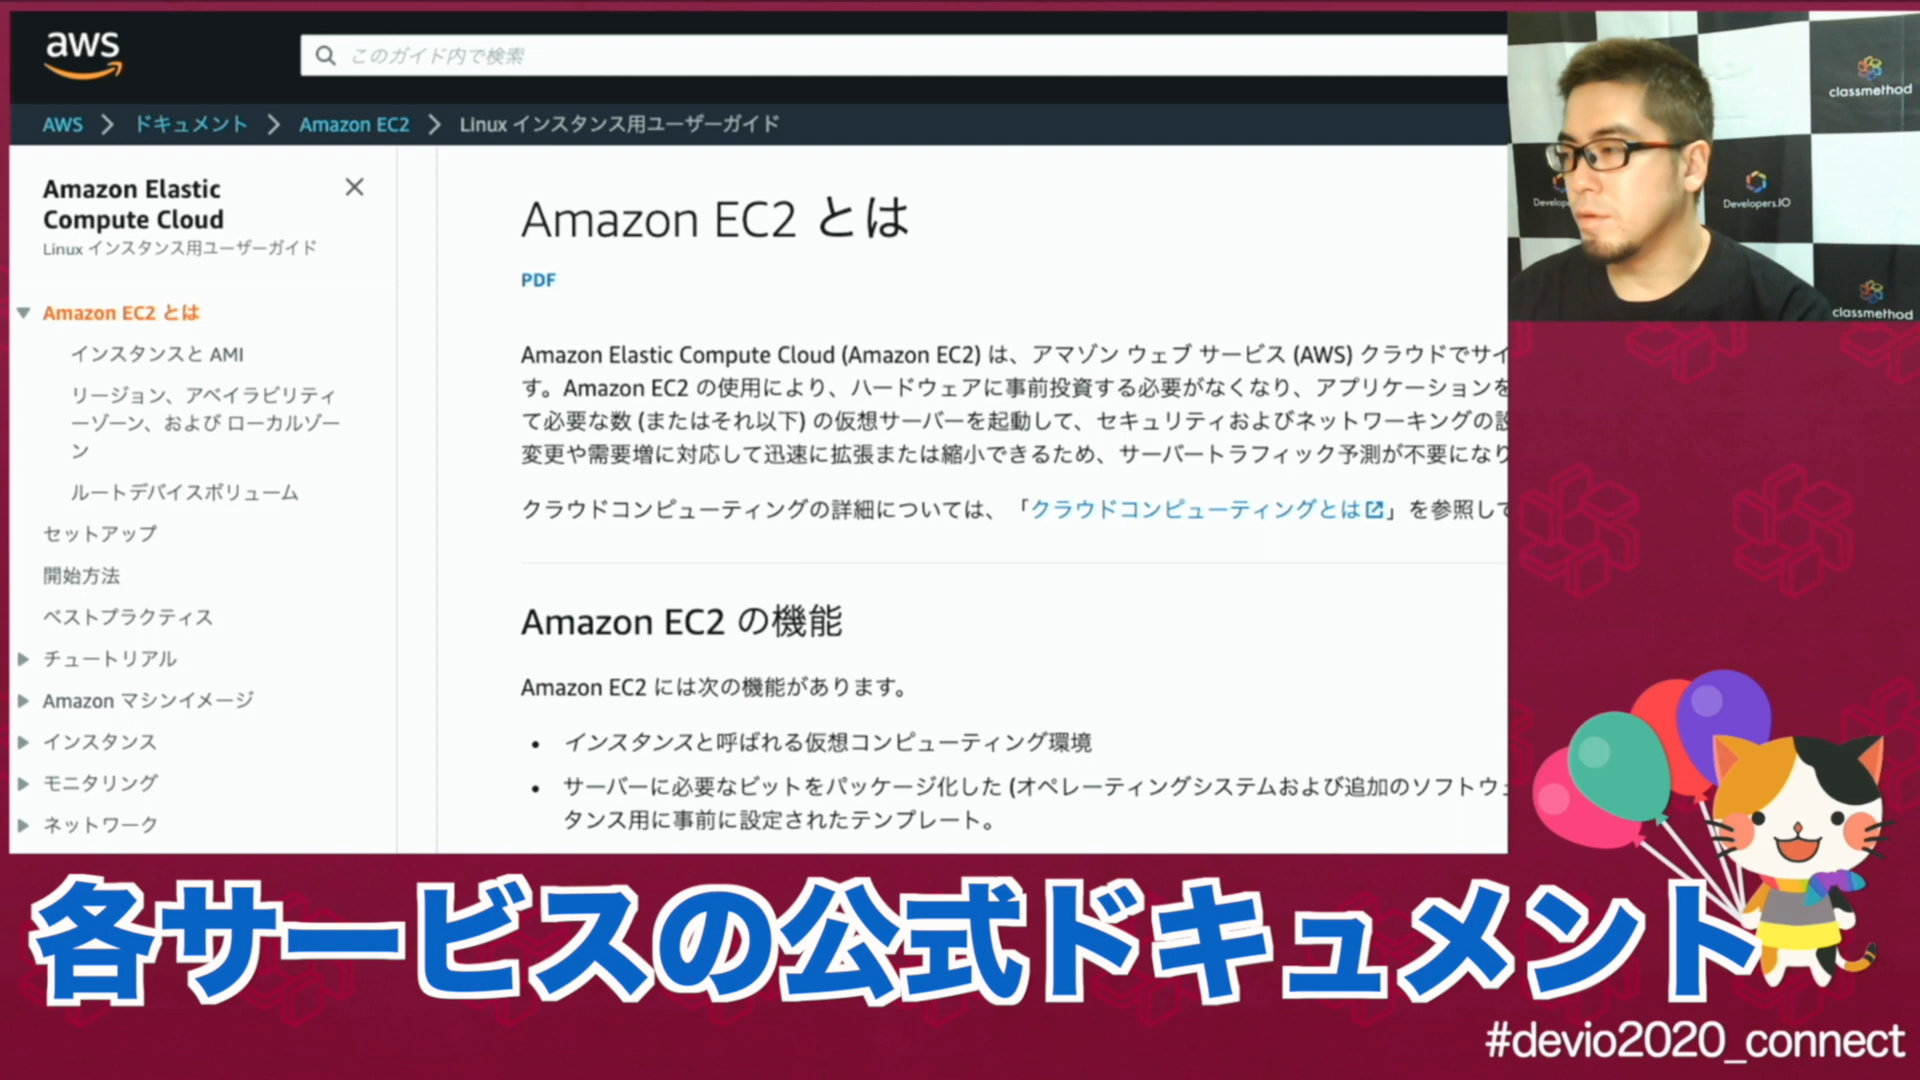 aws
このガイド内で検索
AWS > ドキュメント > Amazon EC2 > Linux インスタンス用ユーザーガイド
Amazon Elastic
Compute Cloud
Linux インスタンス用ユーザーガイド
Amazon EC2 とは
インスタンスと AMI
リージョン、アベイラビリティ
ーゾーン、および ローカルゾー
ン
ルートデバイスボリューム
セットアップ
開始方法
ベストプラクティス
チュートリアル
Amazon マシンイメージ
インスタンス
モニタリング
ネットワーク
Amazon EC2 とは
PDF
Amazon Elastic Compute Cloud (Amazon EC2) は、アマゾン ウェブ サービス (AWS) クラウドでサイ
す。Amazon EC2 の使用により、ハードウェアに事前投資する必要がなくなり、アプリケーションを
て必要な数 (またはそれ以下) の仮想サーバーを起動して、セキュリティおよびネットワーキングの設
変更や需要増に対応して迅速に拡張または縮小できるため、サーバートラフィック予測が不要になり
クラウドコンピューティングの詳細については、「クラウドコンピューティングとは」を参照して
Amazon EC2 の機能
Amazon EC2 には次の機能があります。
• インスタンスと呼ばれる仮想コンピューティング環境
• サーバーに必要なビットをパッケージ化した (オペレーティングシステムおよび追加のソフトウェ
タンス用に事前に設定されたテンプレート。
classmethod
Developers.IO
classmethod
各サービスの公式ドキュメント
#devio2020_connect